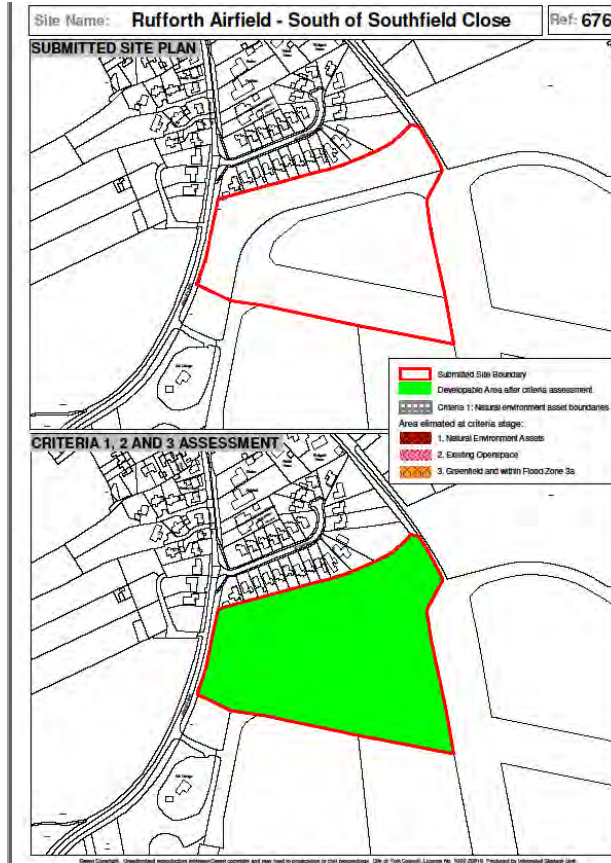 Site Name: Rufforth Airfield - South of Southfield Close
Ref: 676
SUBMITTED SITE PLAN
Submitted Site Boundary
Developable Area after criteria assessment
Criteria 1: Natural environment asset boundaries
Area elimated at criteria stage:
1. Natural Environment Assets
2. Existing Openspace
3. Greenfield and within Flood Zone 3a
CRITERIA 1, 2 AND 3 ASSESSMENT